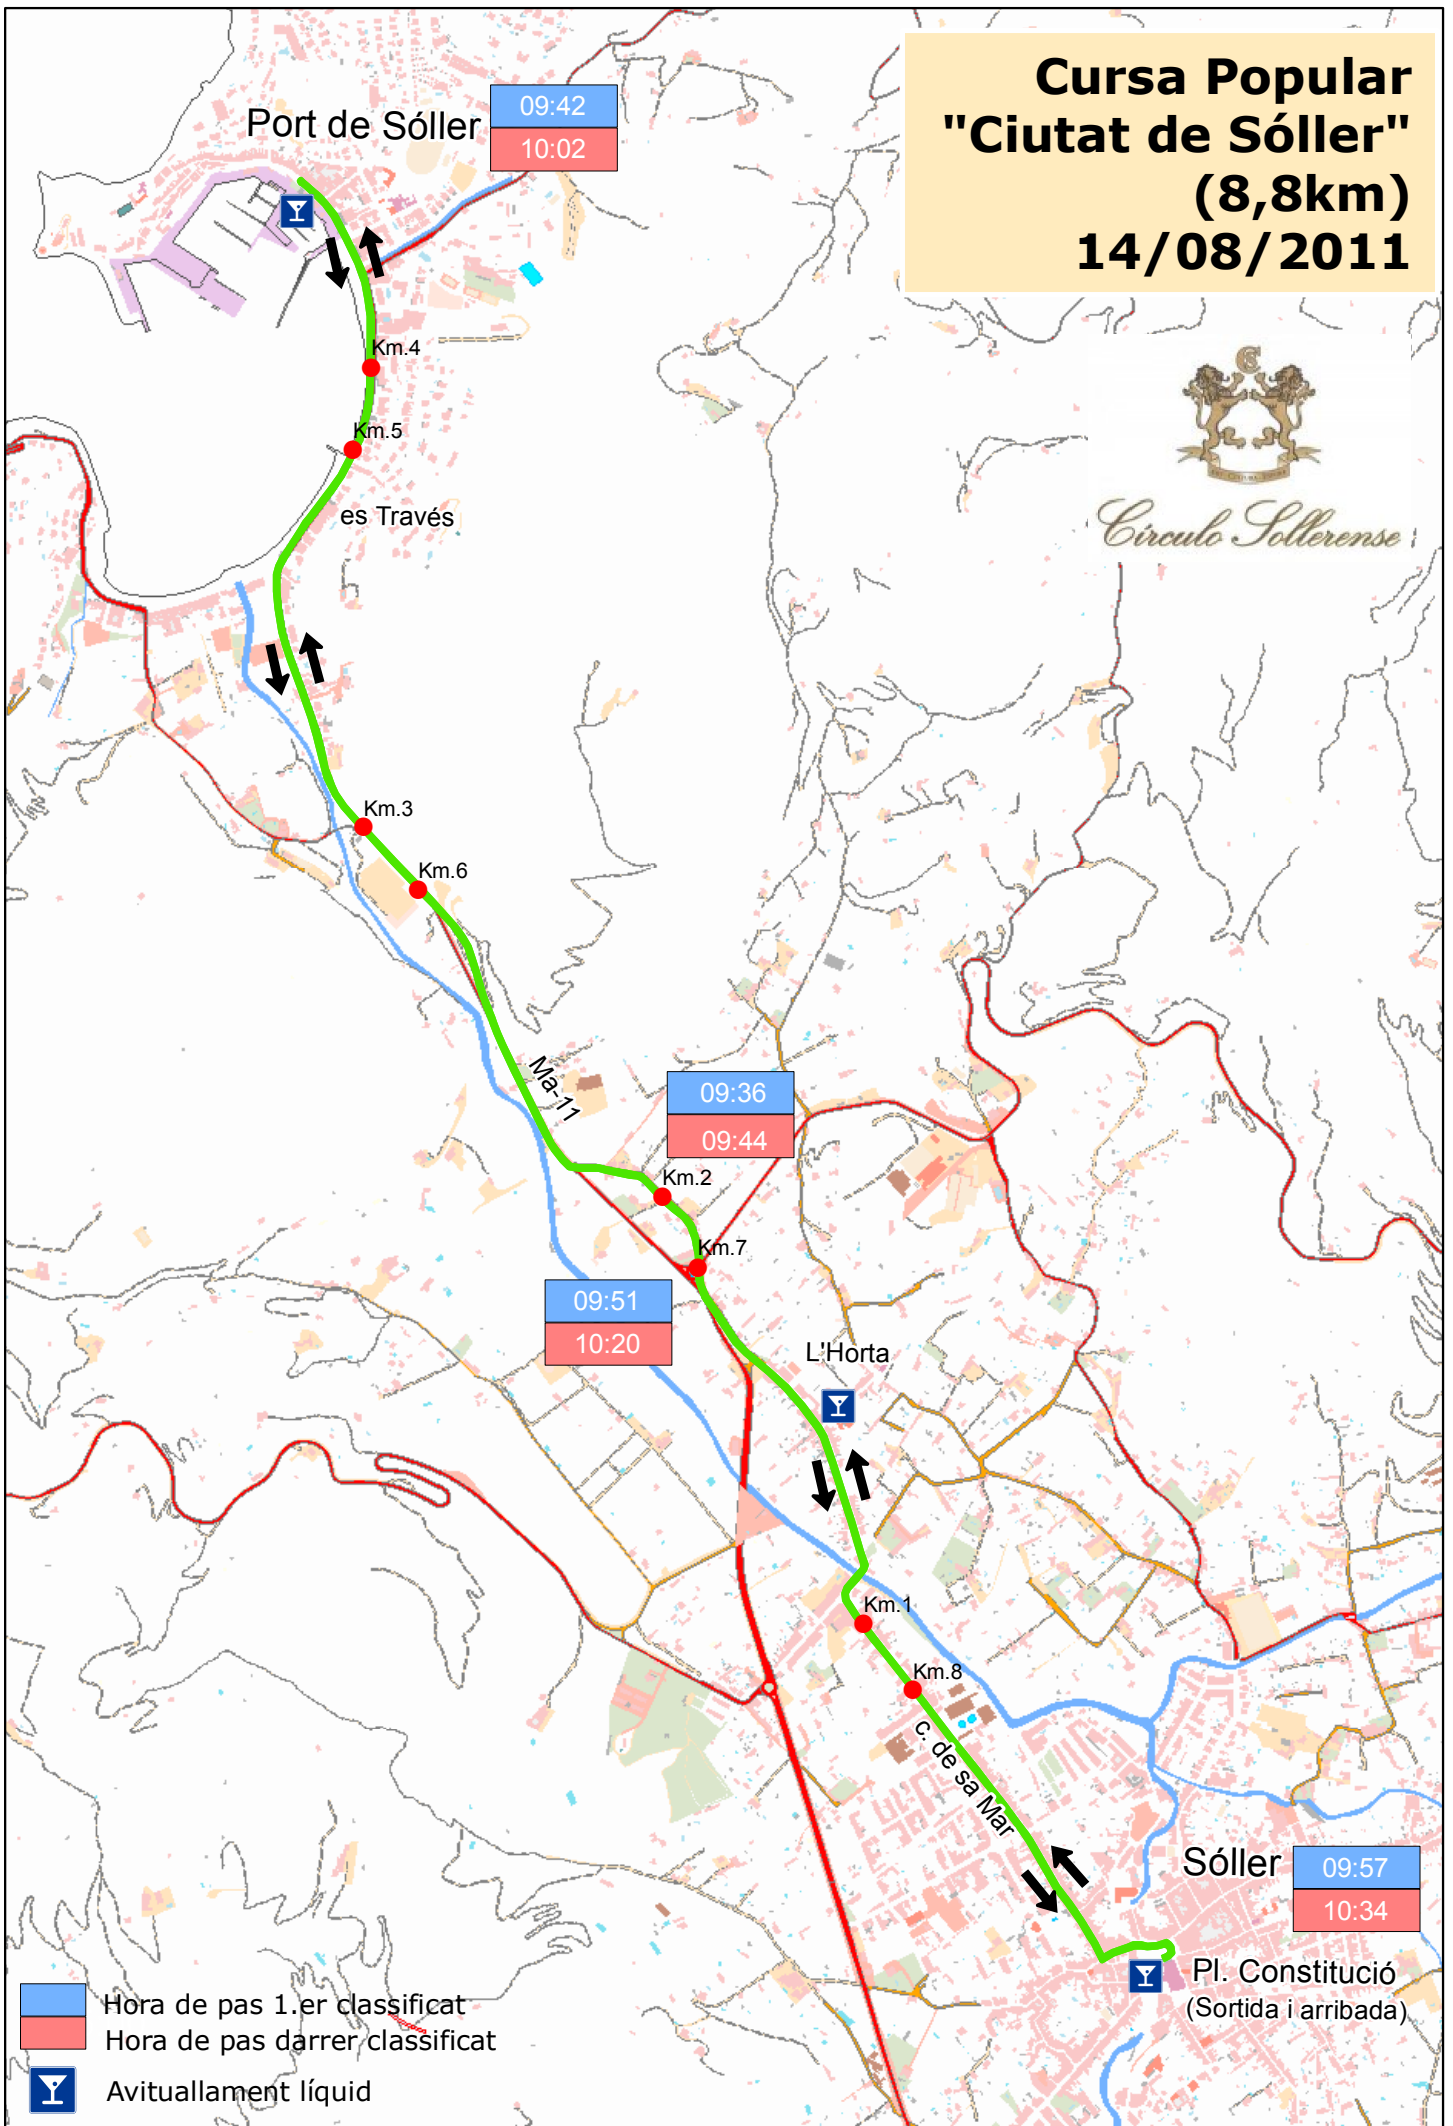 Cursa Popular
"Ciutat de Sóller"
(8,8km)
14/08/2011
Port de Sóller
09:42
10:02
Km.4
Km.5
es Través
Círculo Sollerense
Km.3
Km.6
Ma-11
09:36
09:44
Km.2
Km.7
09:51
10:20
L'Horta
Km.1
Km.8
c. de sa Mar
Sóller
09:57
10:34
Pl. Constitució
(Sortida i arribada)
Hora de pas 1.er classificat
Hora de pas darrer classificat
Avituallament líquid